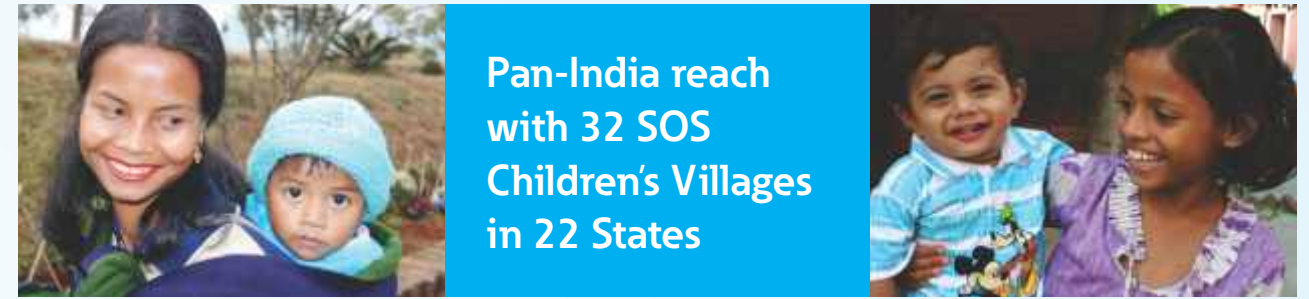 Pan-India reach
with 32 SOS
Children's Villages
in 22 States